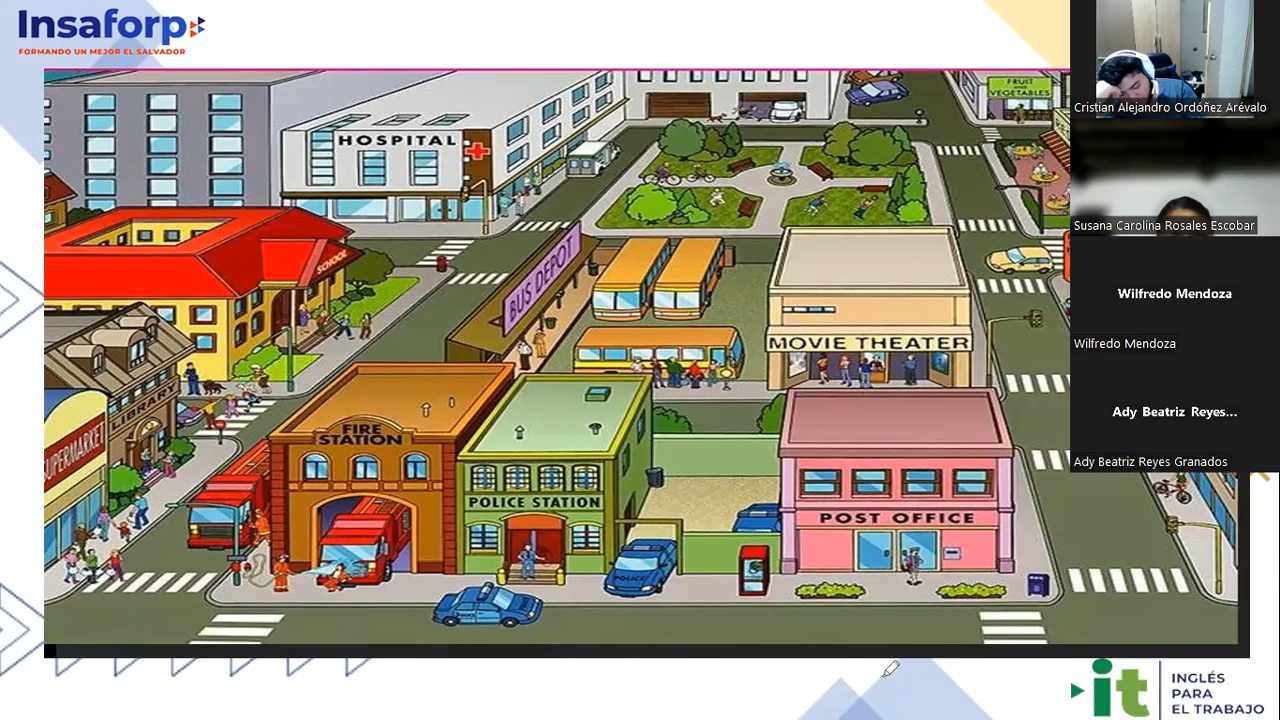 Insaforp
FORMANDO UN MEJOR EL SALVADOR
HOSPITAL
FRUIT
AND
VEGETABLES
SCHOOL
BUS DEPOT
MOVIE THEATER
LIBRARY
SUPERMARKET
FIRE
STATION
POLICE STATION
POLICE
POST OFFICE
Cristian Alejandro Ordóñez Arévalo
Susana Carolina Rosales Escobar
Wilfredo Mendoza
Wilfredo Mendoza
Ady Beatriz Reyes...
Ady Beatriz Reyes Granados
it
INGLÉS
PARA
EL TRABAJO